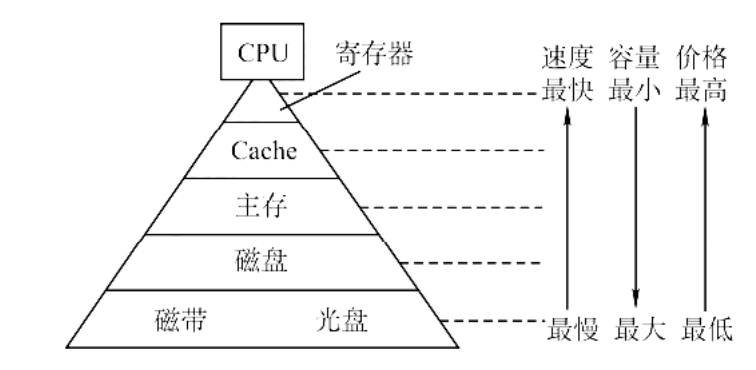 CPU
寄存器
速度 容量 价格
最快 最小 最高
Cache
主存
磁盘
磁带 光盘
最慢 最大 最低